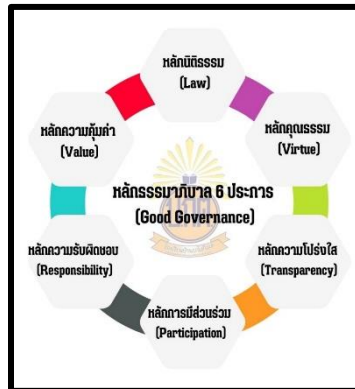 หลักนิติธรรม
(Law)
หลักคุณธรรม
(Virtue)
หลักความโปร่งใส
(Transparency)
หลักการมีส่วนร่วม
(Participation)
หลักความรับผิดชอบ
(Responsibility)
หลักความคุ้มค่า
(Value)
หลักธรรมาภิบาล 6 ประการ
(Good Governance)